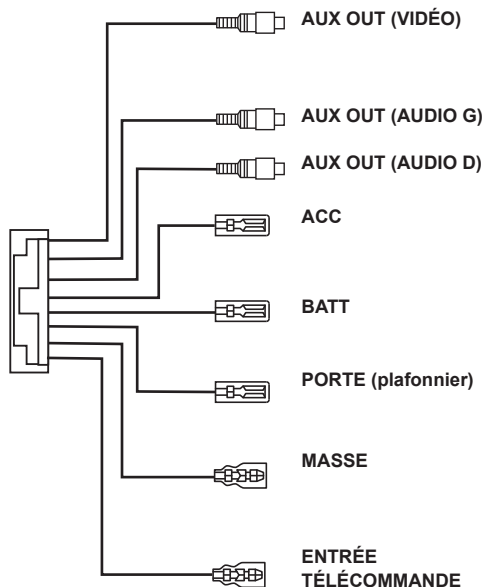 AUX OUT (VIDÉO)
AUX OUT (AUDIO G)
AUX OUT (AUDIO D)
ACC
BATT
PORTE (plafonnier)
MASSE
ENTRÉE
TÉLÉCOMMANDE